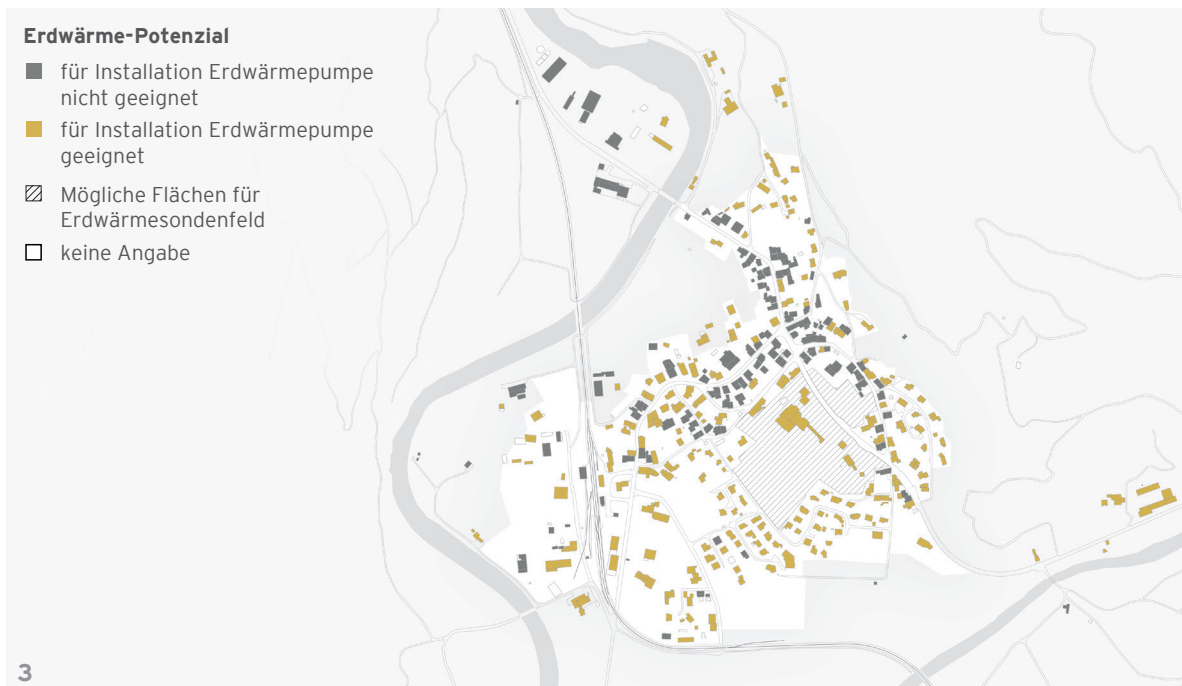 Erdwärme-Potenzial
für Installation Erdwärmepumpe
nicht geeignet
für Installation Erdwärmepumpe
geeignet
Mögliche Flächen für
Erdwärmesondenfeld
keine Angabe
3